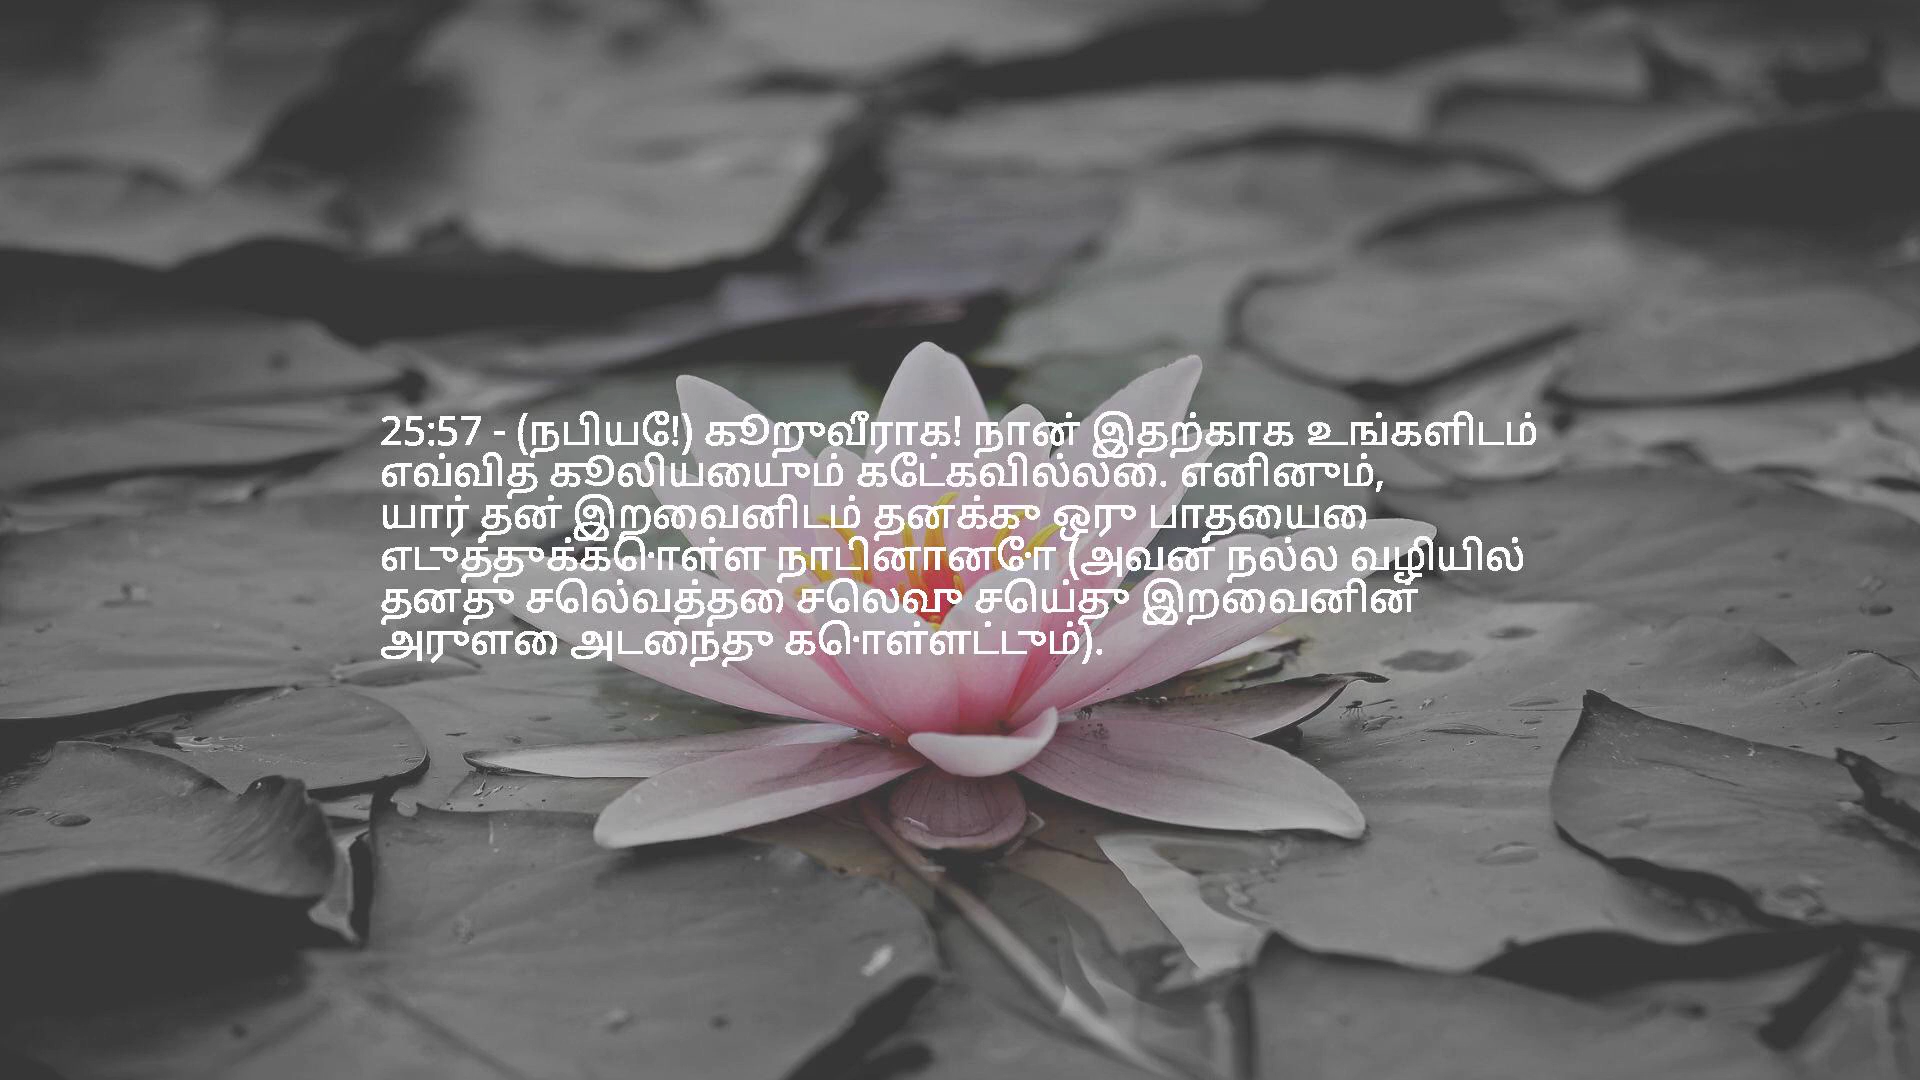 25:57 - (நபியே!) கூறுவீராக! நான் இதற்காக உங்களிடம்
எவ்வித கூலியையும் கேட்கவில்லை. எனினும்,
யார் தன் இறைவனிடம் தனக்கு ஒரு பாதையை
எடுத்துக்கொள்ள நாடினானோ (அவன் நல்ல வழியில்
தனது செல்வத்தை செலவு செய்து இறைவனின்
அருளை அடைந்து கொள்ளட்டும்).